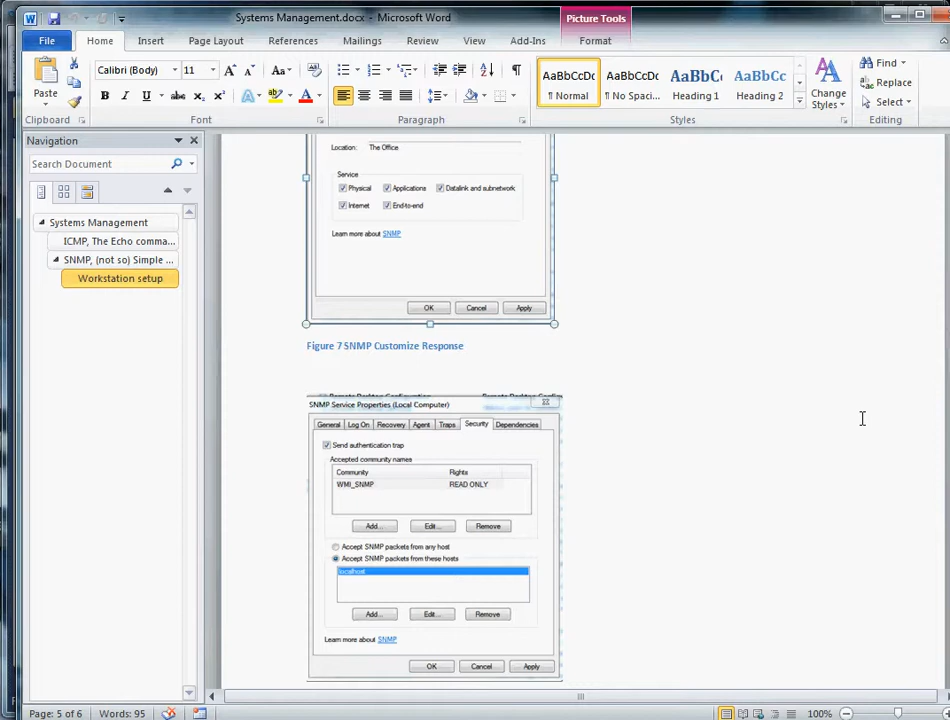 Systems Management.docx - Microsoft Word
Picture Tools
File Home Insert Page Layout References Mailings Review View Add-Ins Format
Paste
Calibri (Body) 11
Aa
B I U abc x₂ x² A A
AaBbCcDc AaBbCcDc AaBbCc AaBbCc
¶ Normal ¶ No Spaci... Heading 1 Heading 2
Change Styles
Find
Replace
Select
Clipboard Font Paragraph Styles Editing
Navigation
Search Document
Systems Management
ICMP, The Echo comma...
SNMP, (not so) Simple ...
Workstation setup
Location: The Office
Service
Physical Applications Datalink and subnetwork
Internet End-to-end
Learn more about SNMP
OK Cancel Apply
Figure 7 SNMP Customize Response
SNMP Service Properties (Local Computer)
General Log On Recovery Agent Traps Security Dependencies
Send authentication trap
Accepted community names
Community Rights
WMI_SNMP READ ONLY
Add... Edit... Remove
Accept SNMP packets from any host
Accept SNMP packets from these hosts
localhost
Add... Edit... Remove
Learn more about SNMP
OK Cancel Apply
Page: 5 of 6 Words: 95 100%